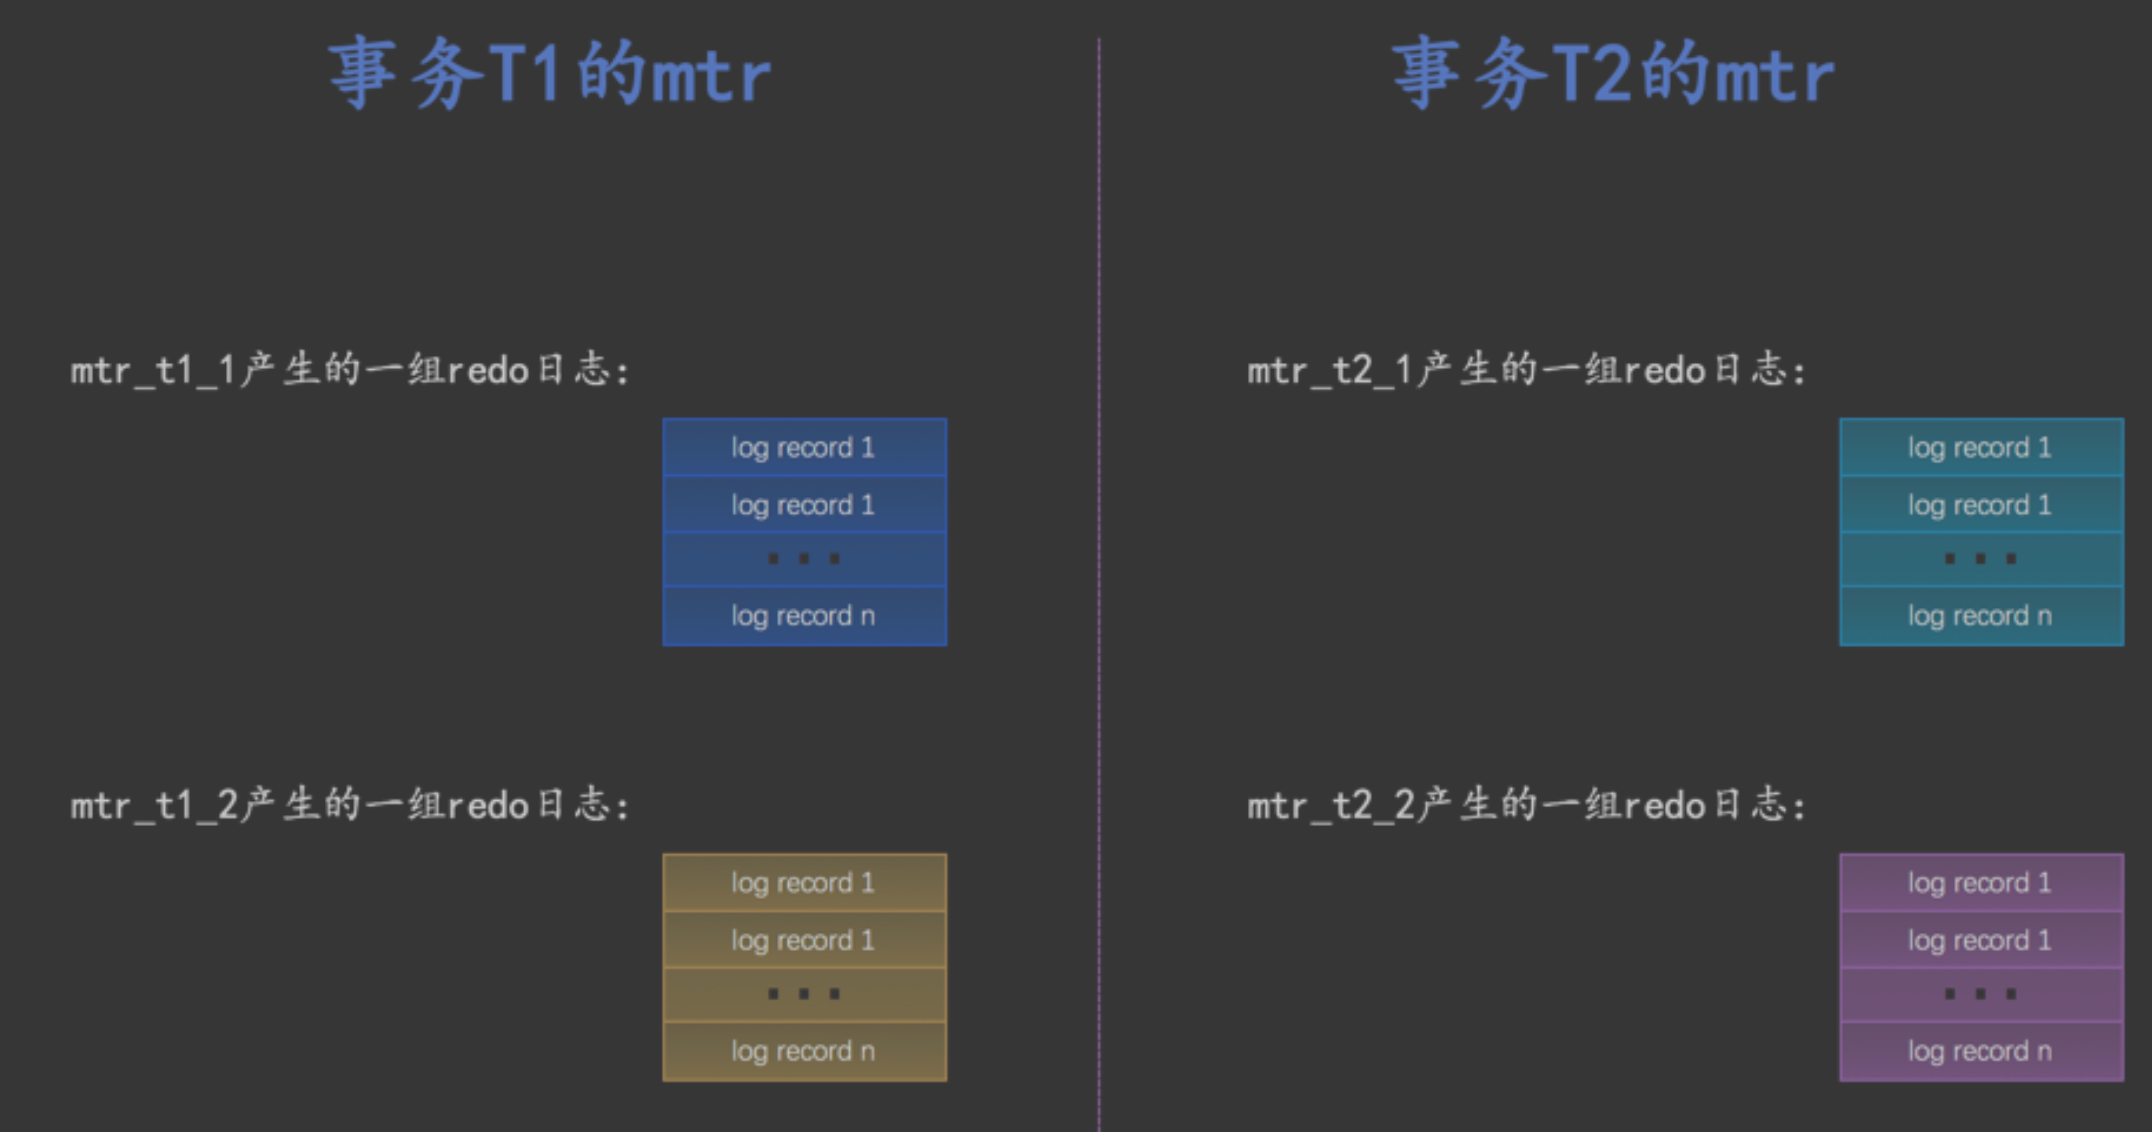 事务T1的mtr
mtr_t1_1产生的一组redo日志:
log record 1
log record 1
...
log record n
mtr_t1_2产生的一组redo日志:
log record 1
log record 1
...
log record n
事务T2的mtr
mtr_t2_1产生的一组redo日志:
log record 1
log record 1
...
log record n
mtr_t2_2产生的一组redo日志:
log record 1
log record 1
...
log record n